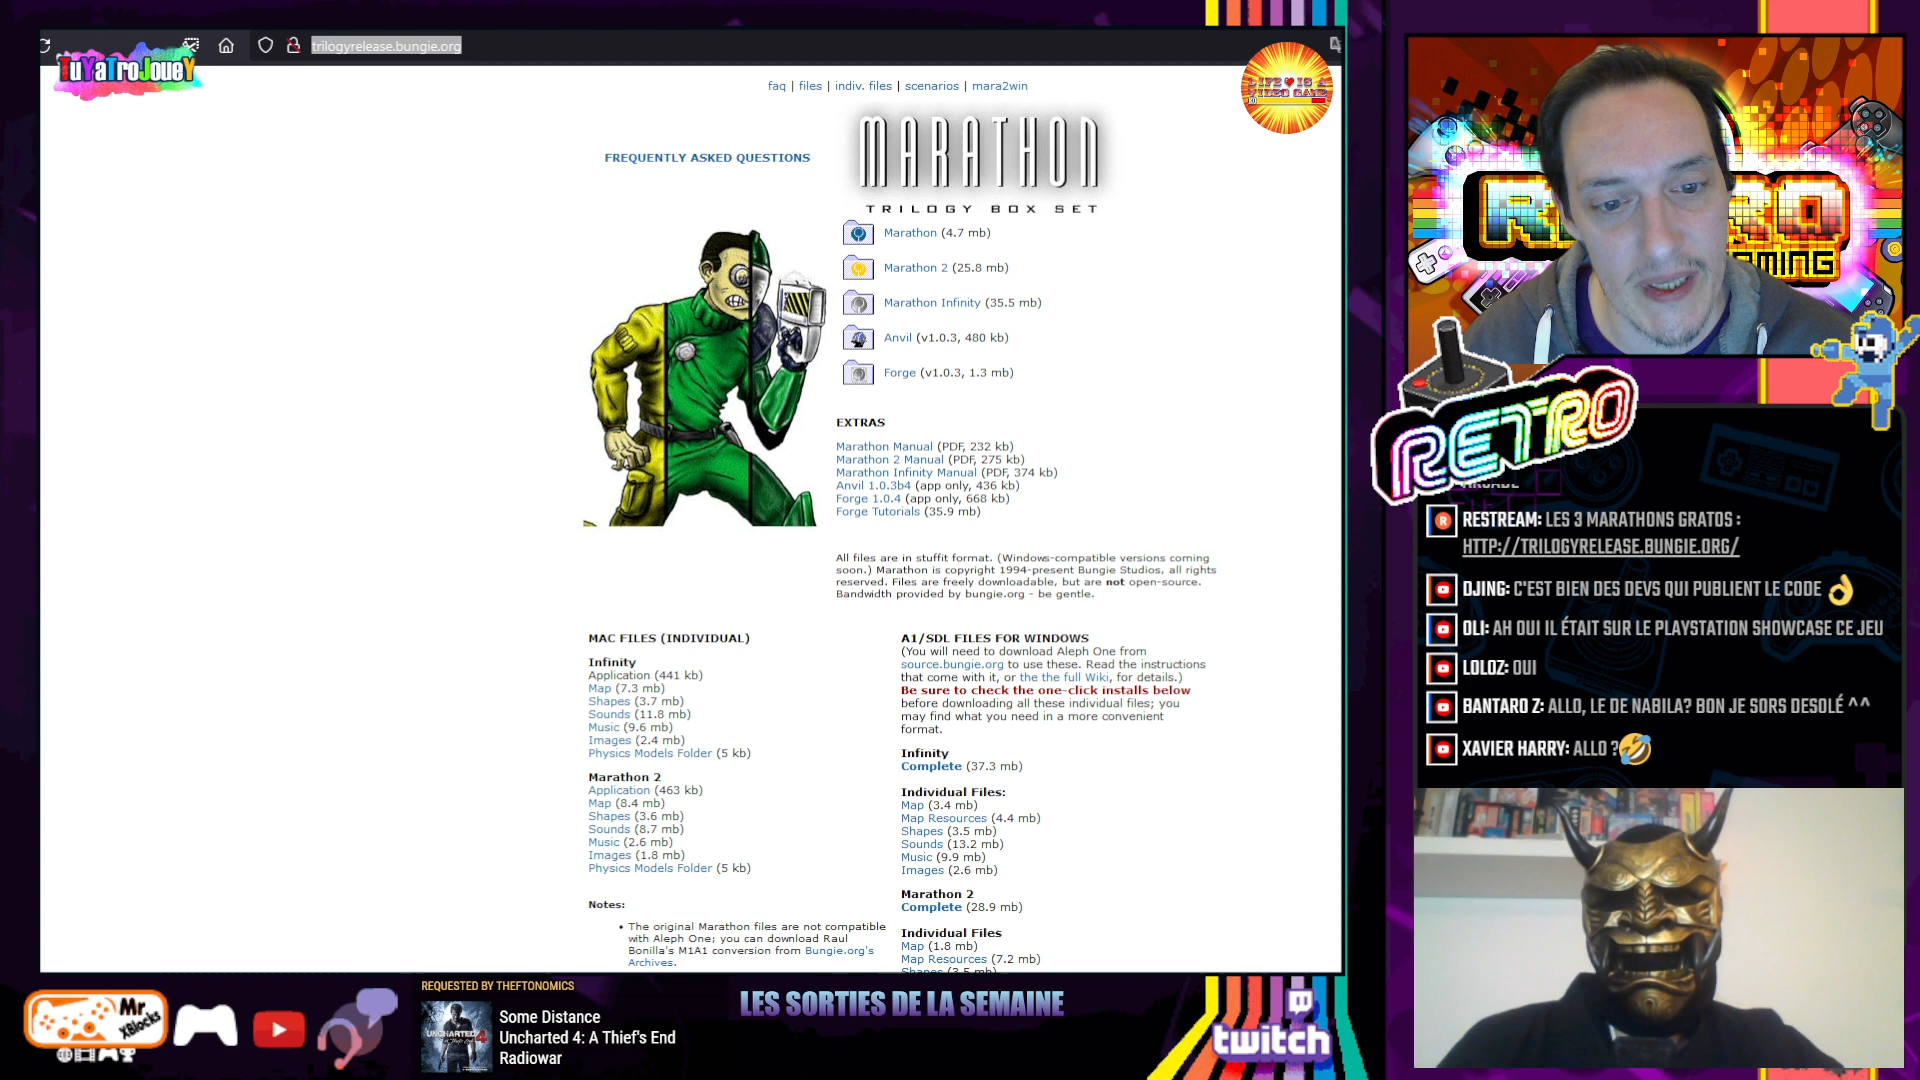 trilogyrelease.bungie.org
TuYaTroJoueY
faq | files | indiv. files | scenarios | mara2win
LIFE IS A
VIDEO GAME
MARATHON
TRILOGY BOX SET
FREQUENTLY ASKED QUESTIONS
Marathon (4.7 mb)
Marathon 2 (25.8 mb)
Marathon Infinity (35.5 mb)
Anvil (v1.0.3, 480 kb)
Forge (v1.0.3, 1.3 mb)
EXTRAS
Marathon Manual (PDF, 232 kb)
Marathon 2 Manual (PDF, 275 kb)
Marathon Infinity Manual (PDF, 374 kb)
Anvil 1.0.3b4 (app only, 436 kb)
Forge 1.0.4 (app only, 668 kb)
Forge Tutorials (35.9 mb)
All files are in stuffit format. (Windows-compatible versions coming
soon.) Marathon is copyright 1994-present Bungie Studios, all rights
reserved. Files are freely downloadable, but are not open-source.
Bandwidth provided by bungie.org - be gentle.
MAC FILES (INDIVIDUAL)
Infinity
Application (441 kb)
Map (7.3 mb)
Shapes (3.7 mb)
Sounds (11.8 mb)
Music (9.6 mb)
Images (2.4 mb)
Physics Models Folder (5 kb)
Marathon 2
Application (463 kb)
Map (8.4 mb)
Shapes (3.6 mb)
Sounds (8.7 mb)
Music (2.6 mb)
Images (1.8 mb)
Physics Models Folder (5 kb)
Notes:
• The original Marathon files are not compatible
with Aleph One; you can download Raul
Bonilla's M1A1 conversion from Bungie.org's
Archives.
A1/SDL FILES FOR WINDOWS
(You will need to download Aleph One from
source.bungie.org to use these. Read the instructions
that come with it, or the the full Wiki, for details.)
Be sure to check the one-click installs below
before downloading all these individual files; you
may find what you need in a more convenient
format.
Infinity
Complete (37.3 mb)
Individual Files:
Map (3.4 mb)
Map Resources (4.4 mb)
Shapes (3.5 mb)
Sounds (13.2 mb)
Music (9.9 mb)
Images (2.6 mb)
Marathon 2
Complete (28.9 mb)
Individual Files
Map (1.8 mb)
Map Resources (7.2 mb)
Shapes (3.5 mb)
RETRO
ARCADE
RESTREAM: LES 3 MARATHONS GRATOS :
HTTP://TRILOGYRELEASE.BUNGIE.ORG/
DJING: C'EST BIEN DES DEVS QUI PUBLIENT LE CODE 👌
OLI: AH OUI IL ÉTAIT SUR LE PLAYSTATION SHOWCASE CE JEU
LOLOZ: OUI
BANTARO Z: ALLO, LE DE NABILA? BON JE SORS DESOLÉ ^^
XAVIER HARRY: ALLO ?🤣
Mr
XBlocks
REQUESTED BY THEFTONOMICS
UNCHARTED 4
Some Distance
Uncharted 4: A Thief's End
Radiowar
LES SORTIES DE LA SEMAINE
twitch